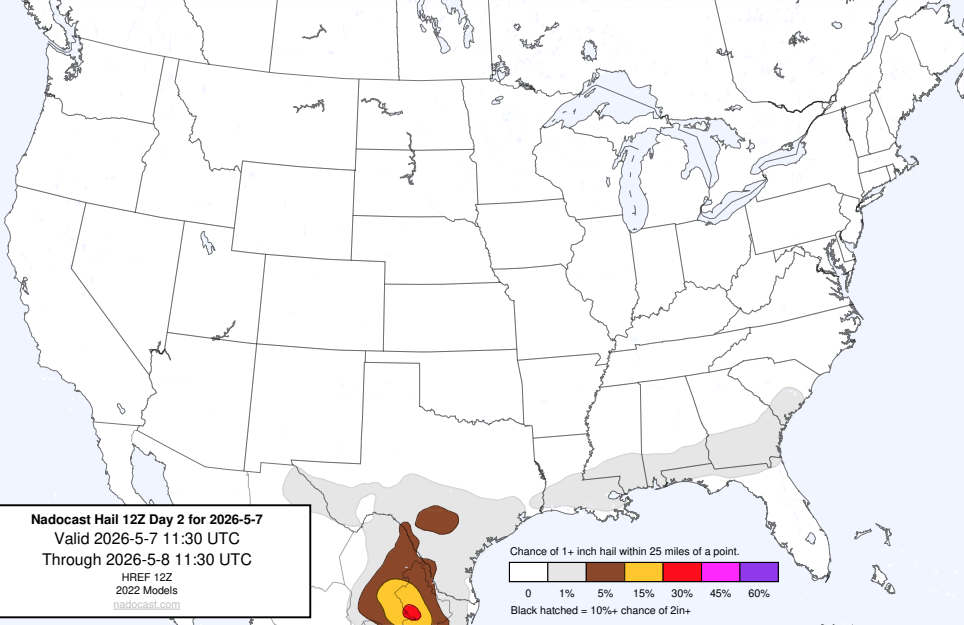 Nadocast Hail 12Z Day 2 for 2026-5-7
Valid 2026-5-7 11:30 UTC
Through 2026-5-8 11:30 UTC
HREF 12Z
2022 Models
nadocast.com
Chance of 1+ inch hail within 25 miles of a point.
0 1% 5% 15% 30% 45% 60%
Black hatched = 10%+ chance of 2in+